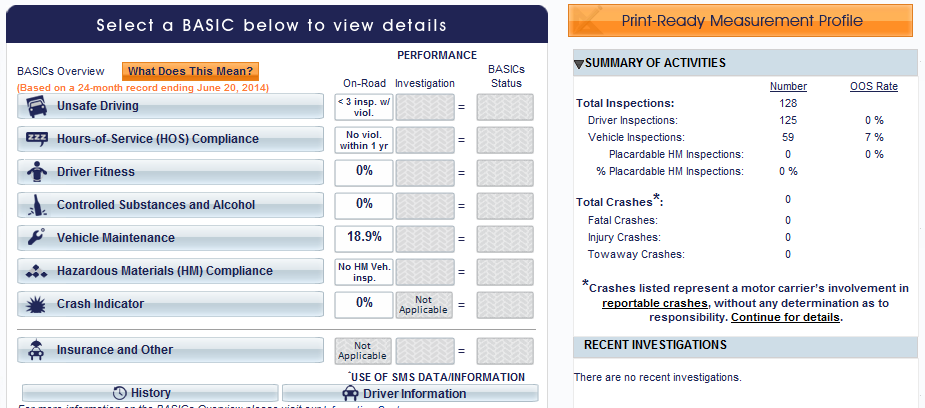 Select a BASIC below to view details
PERFORMANCE
BASICs Overview
What Does This Mean?
On-Road
Investigation
BASICs
Status
(Based on a 24-month record ending June 20, 2014)
Unsafe Driving
< 3 insp. w/
viol.
=
Hours-of-Service (HOS) Compliance
No viol.
within 1 yr
=
Driver Fitness
0%
=
Controlled Substances and Alcohol
0%
=
Vehicle Maintenance
18.9%
=
Hazardous Materials (HM) Compliance
No HM Veh.
insp.
=
Crash Indicator
0%
Not
Applicable
=
Insurance and Other
Not
Applicable
=
*USE OF SMS DATA/INFORMATION
History
Driver Information
Print-Ready Measurement Profile
SUMMARY OF ACTIVITIES
Number OOS Rate
Total Inspections: 128
Driver Inspections: 125 0 %
Vehicle Inspections: 59 7 %
Placardable HM Inspections: 0 0 %
% Placardable HM Inspections: 0 %
Total Crashes*: 0
Fatal Crashes: 0
Injury Crashes: 0
Towaway Crashes: 0
*Crashes listed represent a motor carrier's involvement in
reportable crashes, without any determination as to
responsibility. Continue for details.
RECENT INVESTIGATIONS
There are no recent investigations.